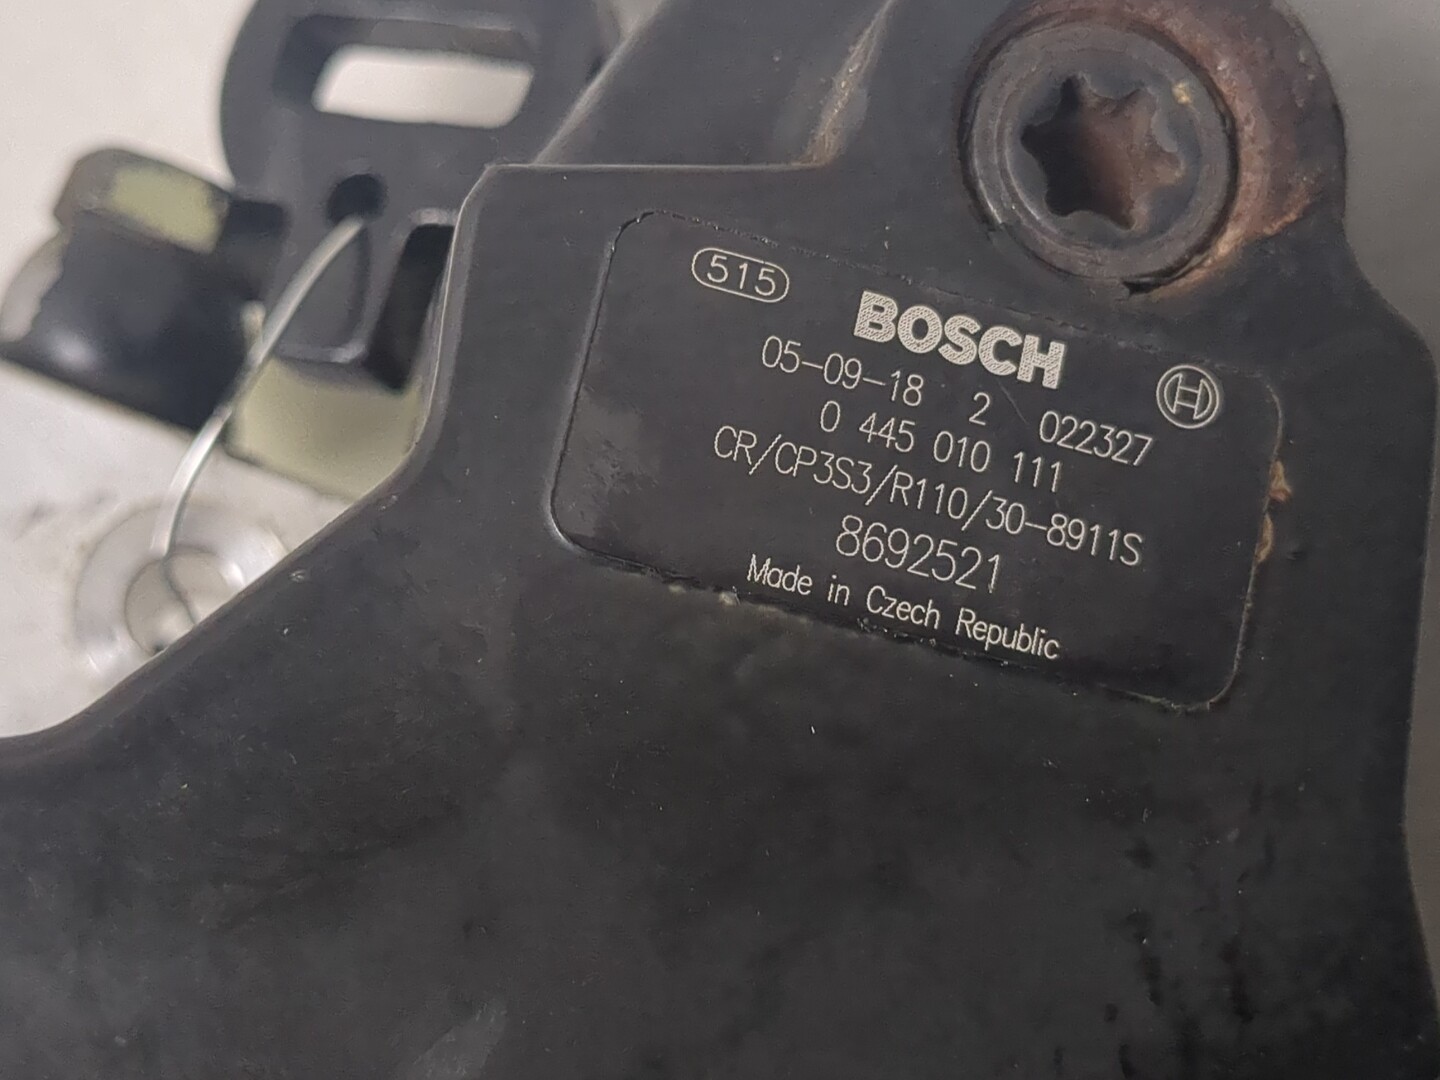 515
BOSCH
05-09-18 2 022327
0 445 010 111
CR/CP3S3/R110/30-8911S
8692521
Made in Czech Republic